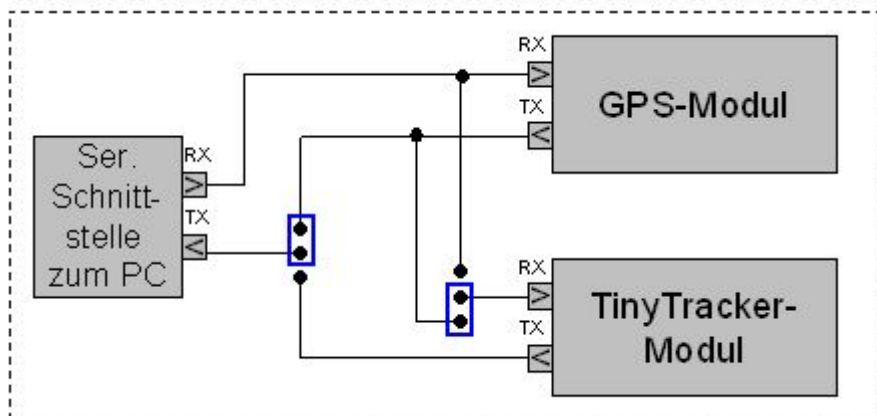 Ser.
Schnitt-
stelle
zum PC
RX
>
TX
<
RX
>
TX
<
GPS-Modul
RX
>
TX
<
TinyTracker-
Modul